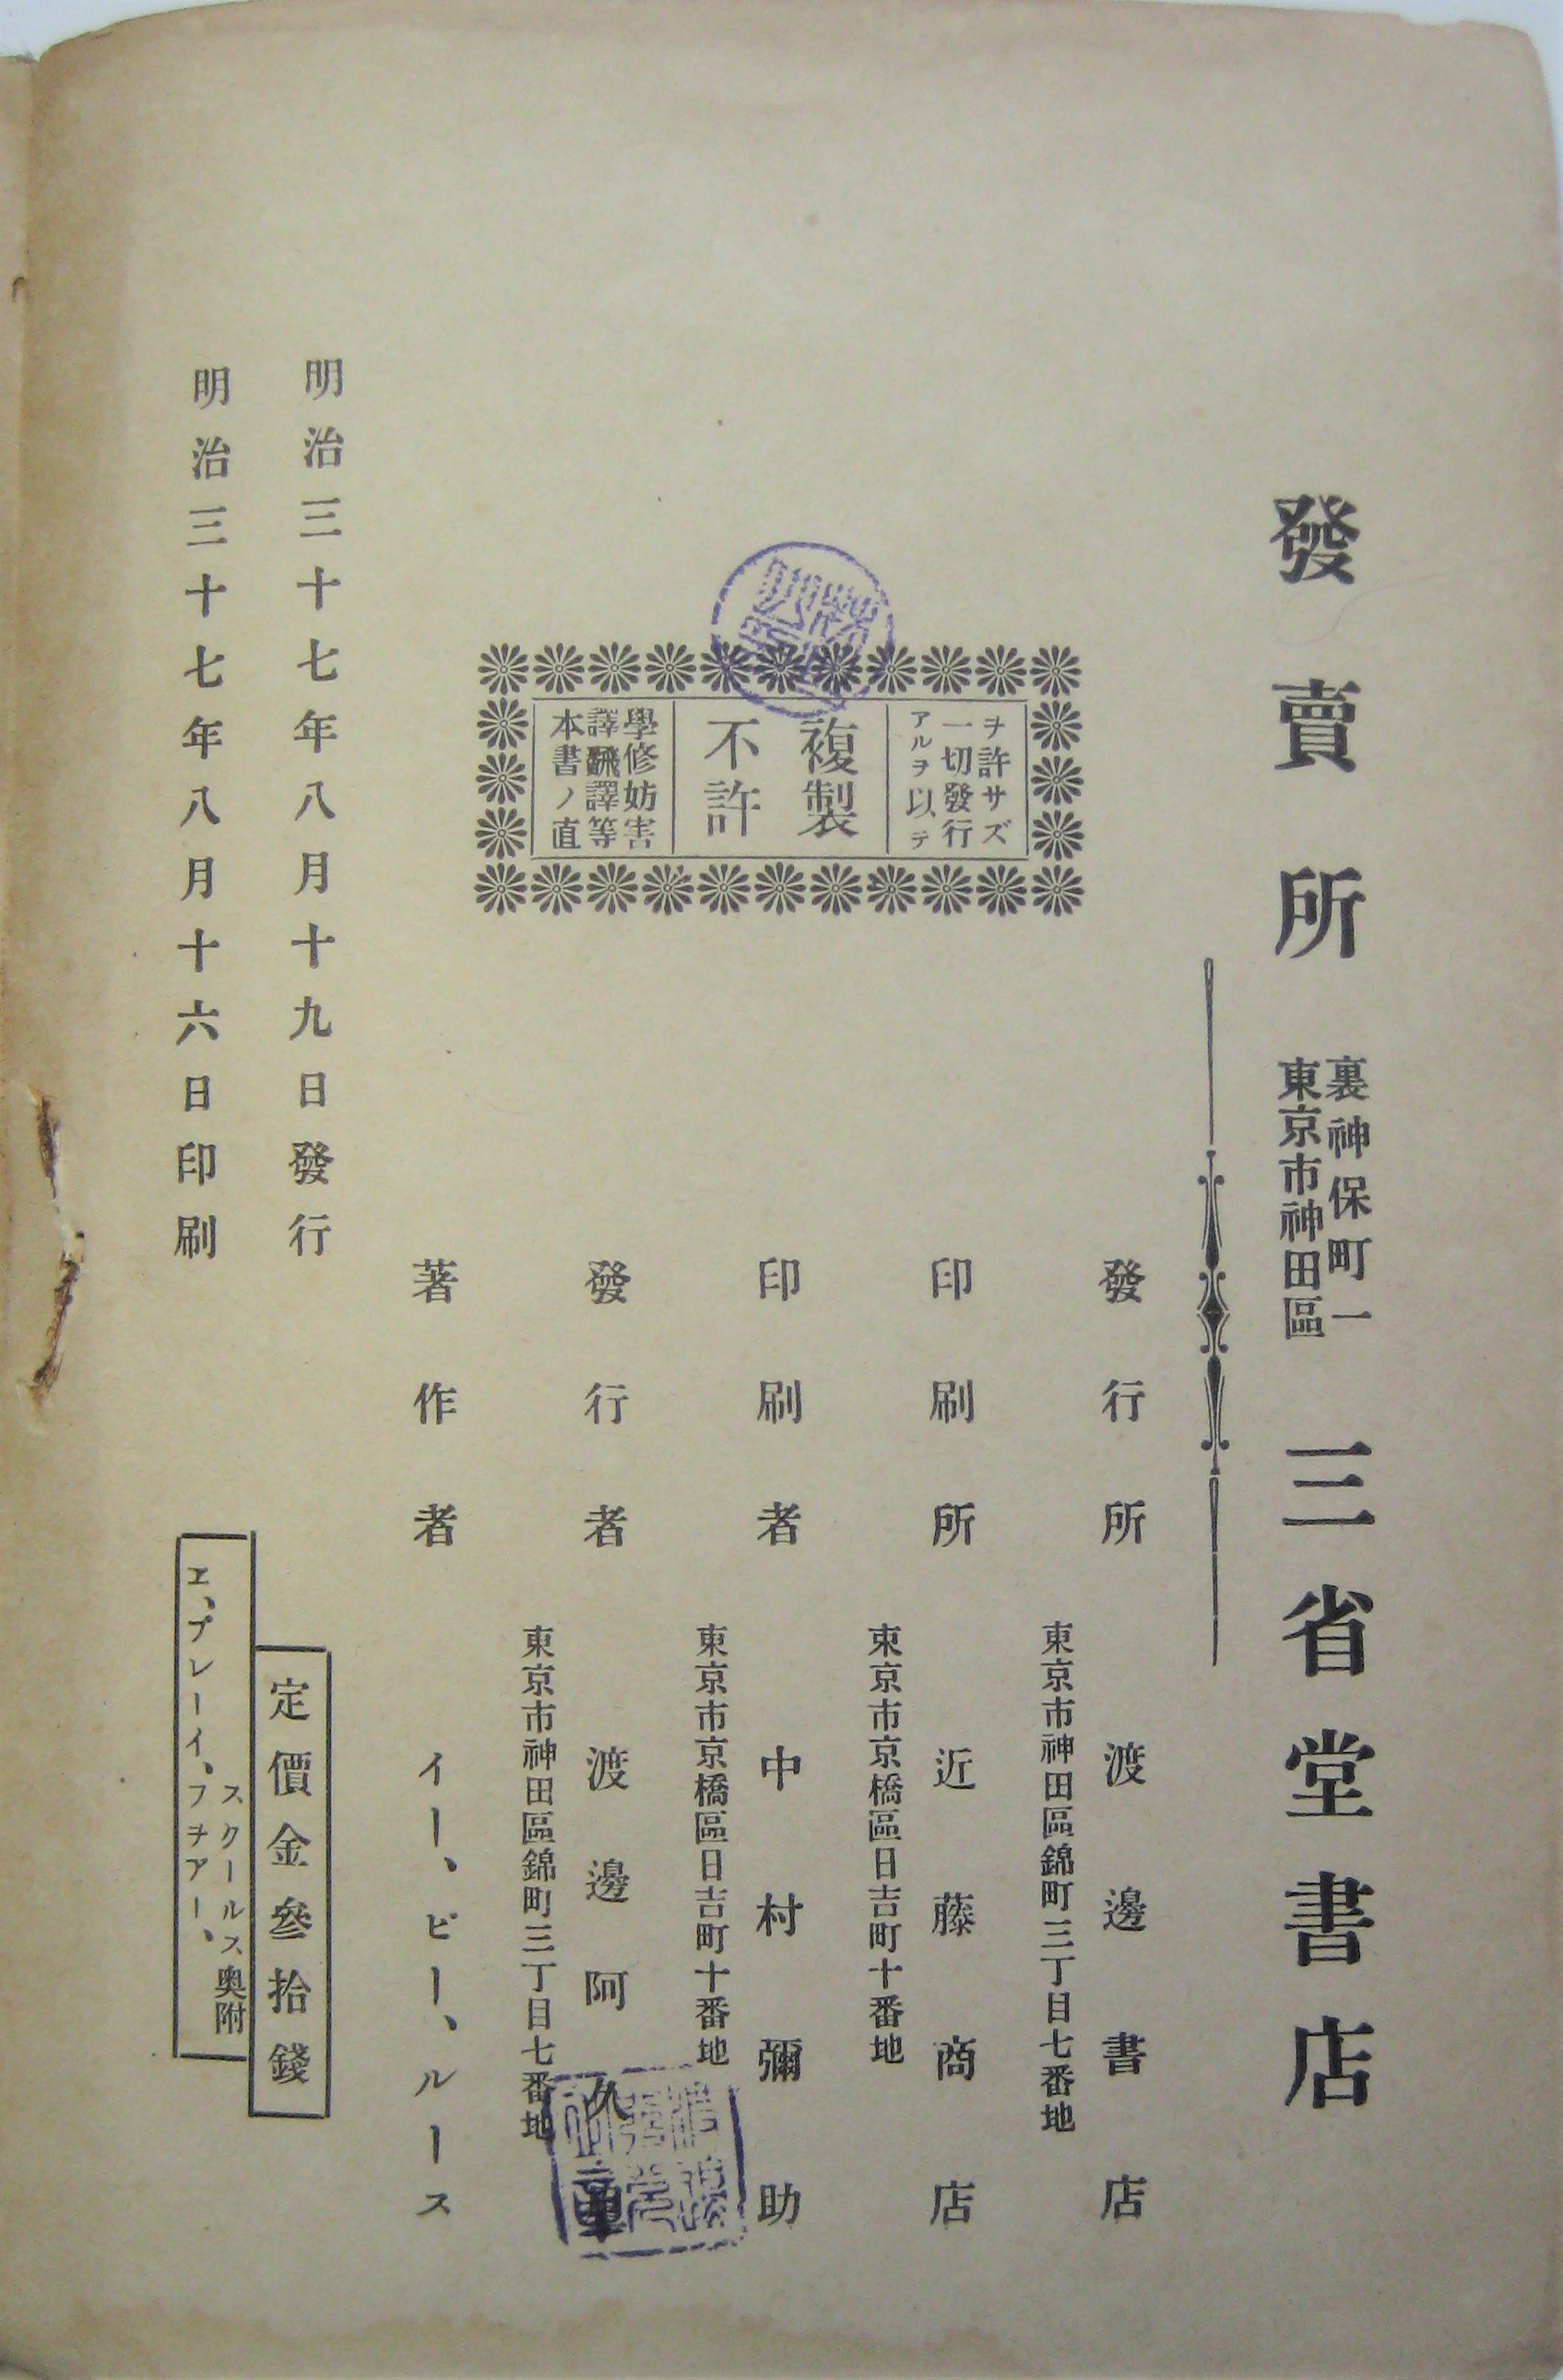 明治三十七年八月十六日印刷
明治三十七年八月十九日發行
エ、プレーイ、フヲアー、
スクールス奥附
定價金參拾錢
本書ノ直
譯飜譯等
學修妨害
不許
複製
アルヲ以テ
一切發行
ヲ許サズ
著作者 イー、ビー、ルース
東京市神田區錦町三丁目七番地
發行者 渡邊阿久
東京市京橋區日吉町十番地
印刷者 中村彌助
東京市京橋區日吉町十番地
印刷所 近藤商店
東京市神田區錦町三丁目七番地
發行所 渡邊書店
發賣所
東京市神田區
裏神保町一
三省堂書店